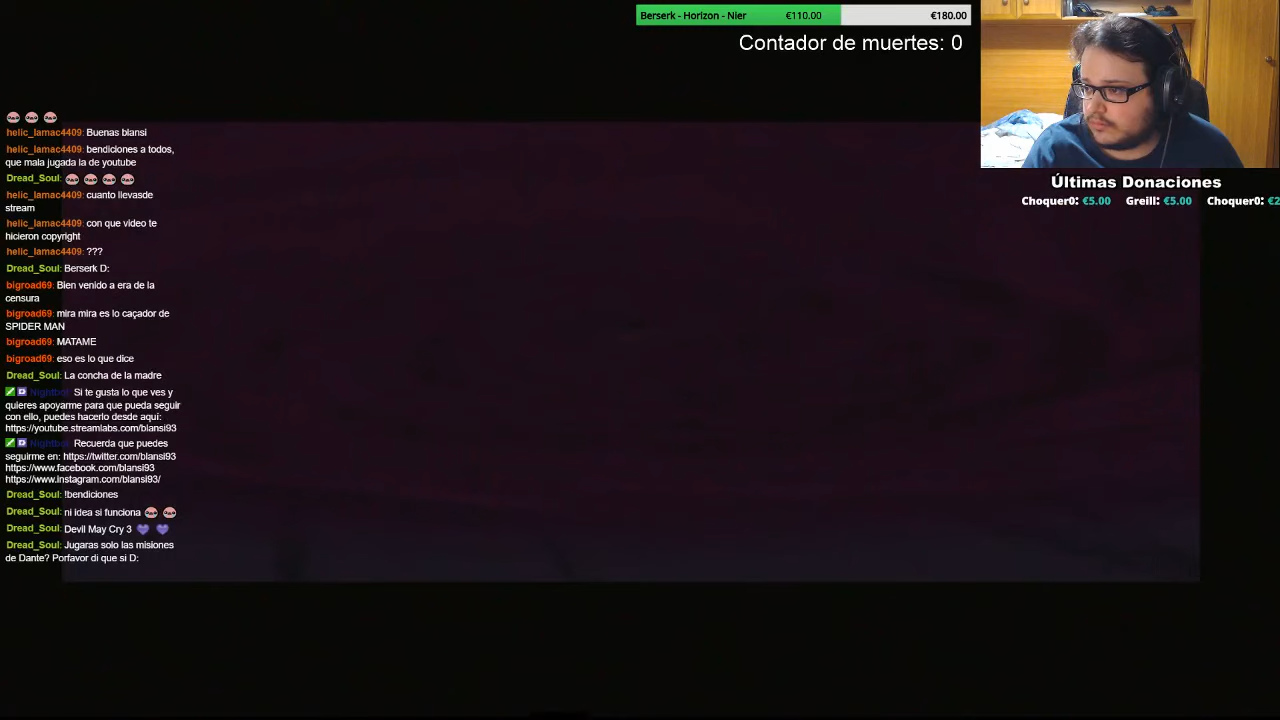 Berserk - Horizon - Nier €110.00 €180.00
Contador de muertes: 0
Últimas Donaciones
Choquer0: €5.00 Greill: €5.00 Choquer0: €2
helic_lamac4409: Buenas blansi
helic_lamac4409: bendiciones a todos,
que mala jugada la de youtube
Dread_Soul:
helic_lamac4409: cuanto llevasde
stream
helic_lamac4409: con que video te
hicieron copyright
helic_lamac4409: ???
Dread_Soul: Berserk D:
bigroad69: Bien venido a era de la
censura
bigroad69: mira mira es lo caçador de
SPIDER MAN
bigroad69: MATAME
bigroad69: eso es lo que dice
Dread_Soul: La concha de la madre
Nightbot: Si te gusta lo que ves y
quieres apoyarme para que pueda seguir
con ello, puedes hacerlo desde aquí:
https://youtube.streamlabs.com/blansi93
Nightbot: Recuerda que puedes
seguirme en: https://twitter.com/blansi93
https://www.facebook.com/blansi93
https://www.instagram.com/blansi93/
Dread_Soul: !bendiciones
Dread_Soul: ni idea si funciona
Dread_Soul: Devil May Cry 3
Dread_Soul: Jugaras solo las misiones
de Dante? Porfavor di que si D: